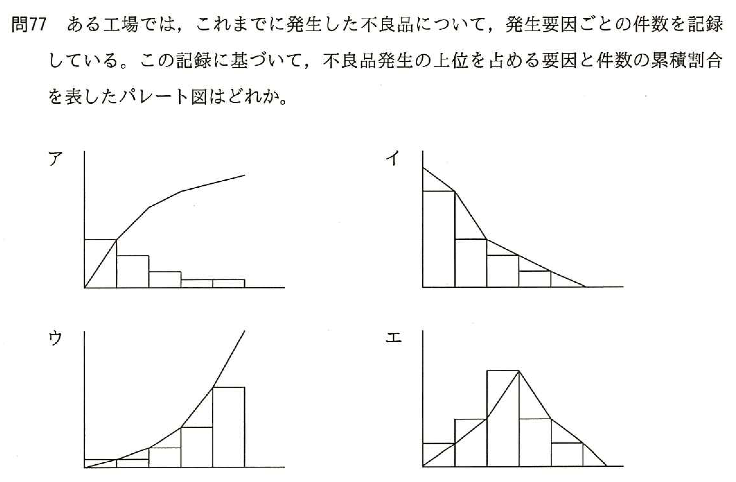 問77 ある工場では，これまでに発生した不良品について，発生要因ごとの件数を記録
している。この記録に基づいて，不良品発生の上位を占める要因と件数の累積割合
を表したパレート図はどれか。
ア
イ
ウ
エ